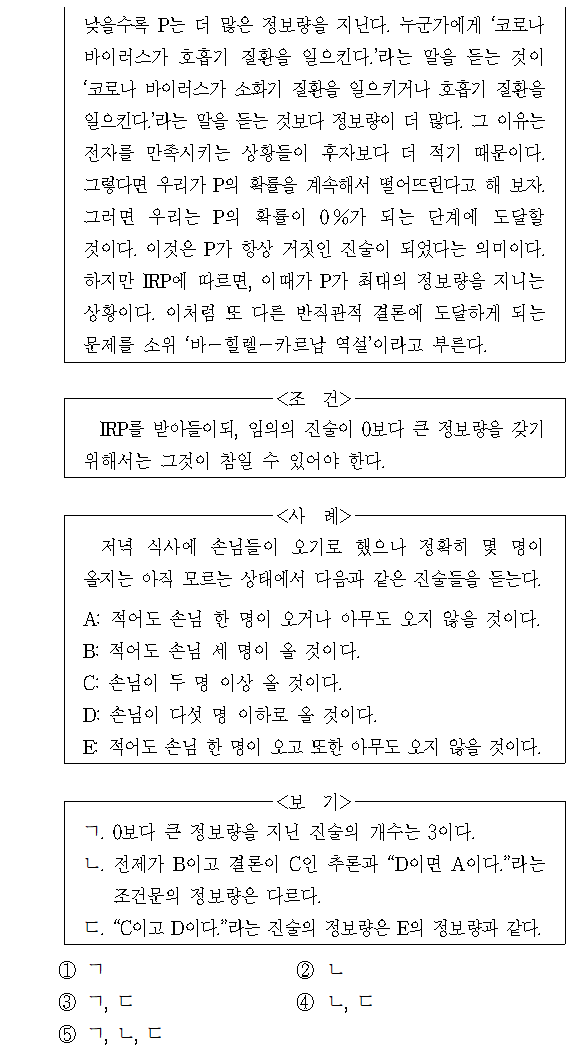 낮을수록 P는 더 많은 정보량을 지닌다. 누군가에게 ‘코로나
바이러스가 호흡기 질환을 일으킨다.’라는 말을 듣는 것이
‘코로나 바이러스가 소화기 질환을 일으키거나 호흡기 질환을
일으킨다.’라는 말을 듣는 것보다 정보량이 더 많다. 그 이유는
전자를 만족시키는 상황들이 후자보다 더 적기 때문이다.
그렇다면 우리가 P의 확률을 계속해서 떨어뜨린다고 해 보자.
그러면 우리는 P의 확률이 0%가 되는 단계에 도달할
것이다. 이것은 P가 항상 거짓인 진술이 되었다는 의미이다.
하지만 IRP에 따르면, 이때가 P가 최대의 정보량을 지니는
상황이다. 이처럼 또 다른 반직관적 결론에 도달하게 되는
문제를 소위 ‘바-힐렐-카르납 역설’이라고 부른다.
<조 건>
IRP를 받아들이되, 임의의 진술이 0보다 큰 정보량을 갖기
위해서는 그것이 참일 수 있어야 한다.
<사 례>
저녁 식사에 손님들이 오기로 했으나 정확히 몇 명이
올지는 아직 모르는 상태에서 다음과 같은 진술들을 듣는다.
A: 적어도 손님 한 명이 오거나 아무도 오지 않을 것이다.
B: 적어도 손님 세 명이 올 것이다.
C: 손님이 두 명 이상 올 것이다.
D: 손님이 다섯 명 이하로 올 것이다.
E: 적어도 손님 한 명이 오고 또한 아무도 오지 않을 것이다.
<보 기>
ㄱ. 0보다 큰 정보량을 지닌 진술의 개수는 3이다.
ㄴ. 전제가 B이고 결론이 C인 추론과 “D이면 A이다.”라는
조건문의 정보량은 다르다.
ㄷ. “C이고 D이다.”라는 진술의 정보량은 E의 정보량과 같다.
① ㄱ ② ㄴ
③ ㄱ, ㄷ ④ ㄴ, ㄷ
⑤ ㄱ, ㄴ, ㄷ